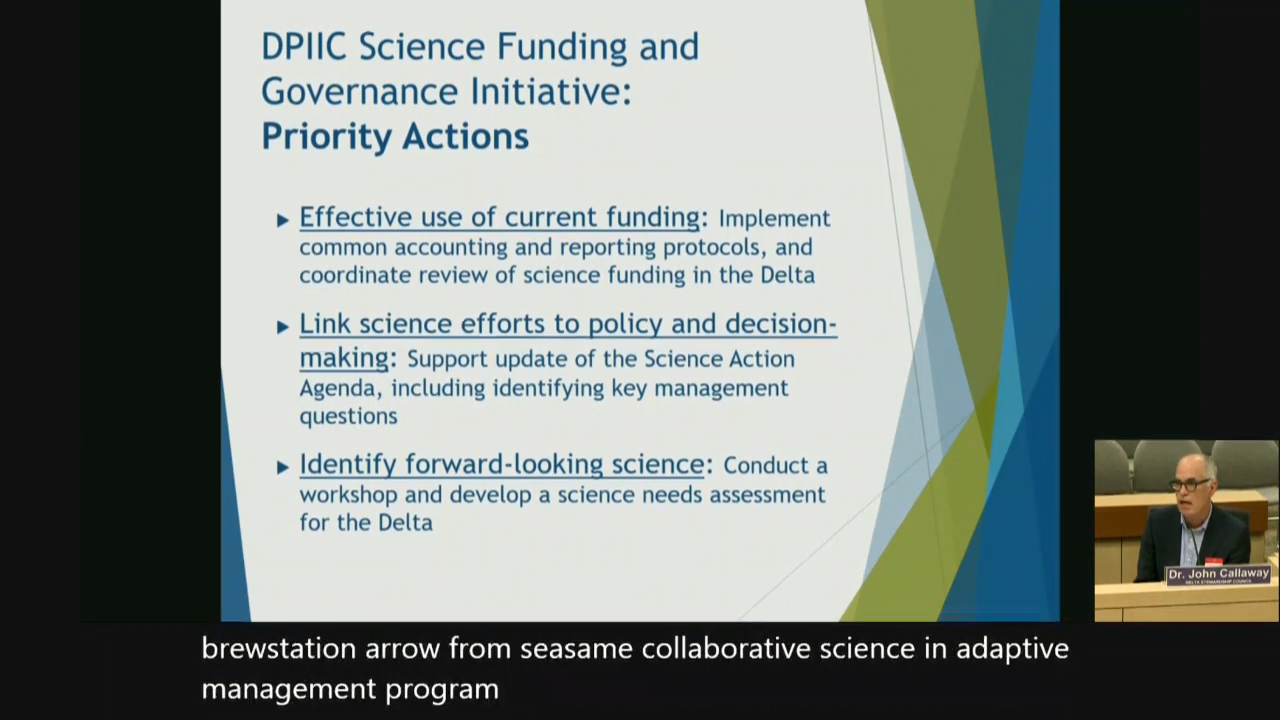 DPIIC Science Funding and
Governance Initiative:
Priority Actions
Effective use of current funding: Implement
common accounting and reporting protocols, and
coordinate review of science funding in the Delta
Link science efforts to policy and decision-
making: Support update of the Science Action
Agenda, including identifying key management
questions
Identify forward-looking science: Conduct a
workshop and develop a science needs assessment
for the Delta
Dr. John Callaway
DELTA STEWARDSHIP COUNCIL
brewstation arrow from seasame collaborative science in adaptive
management program